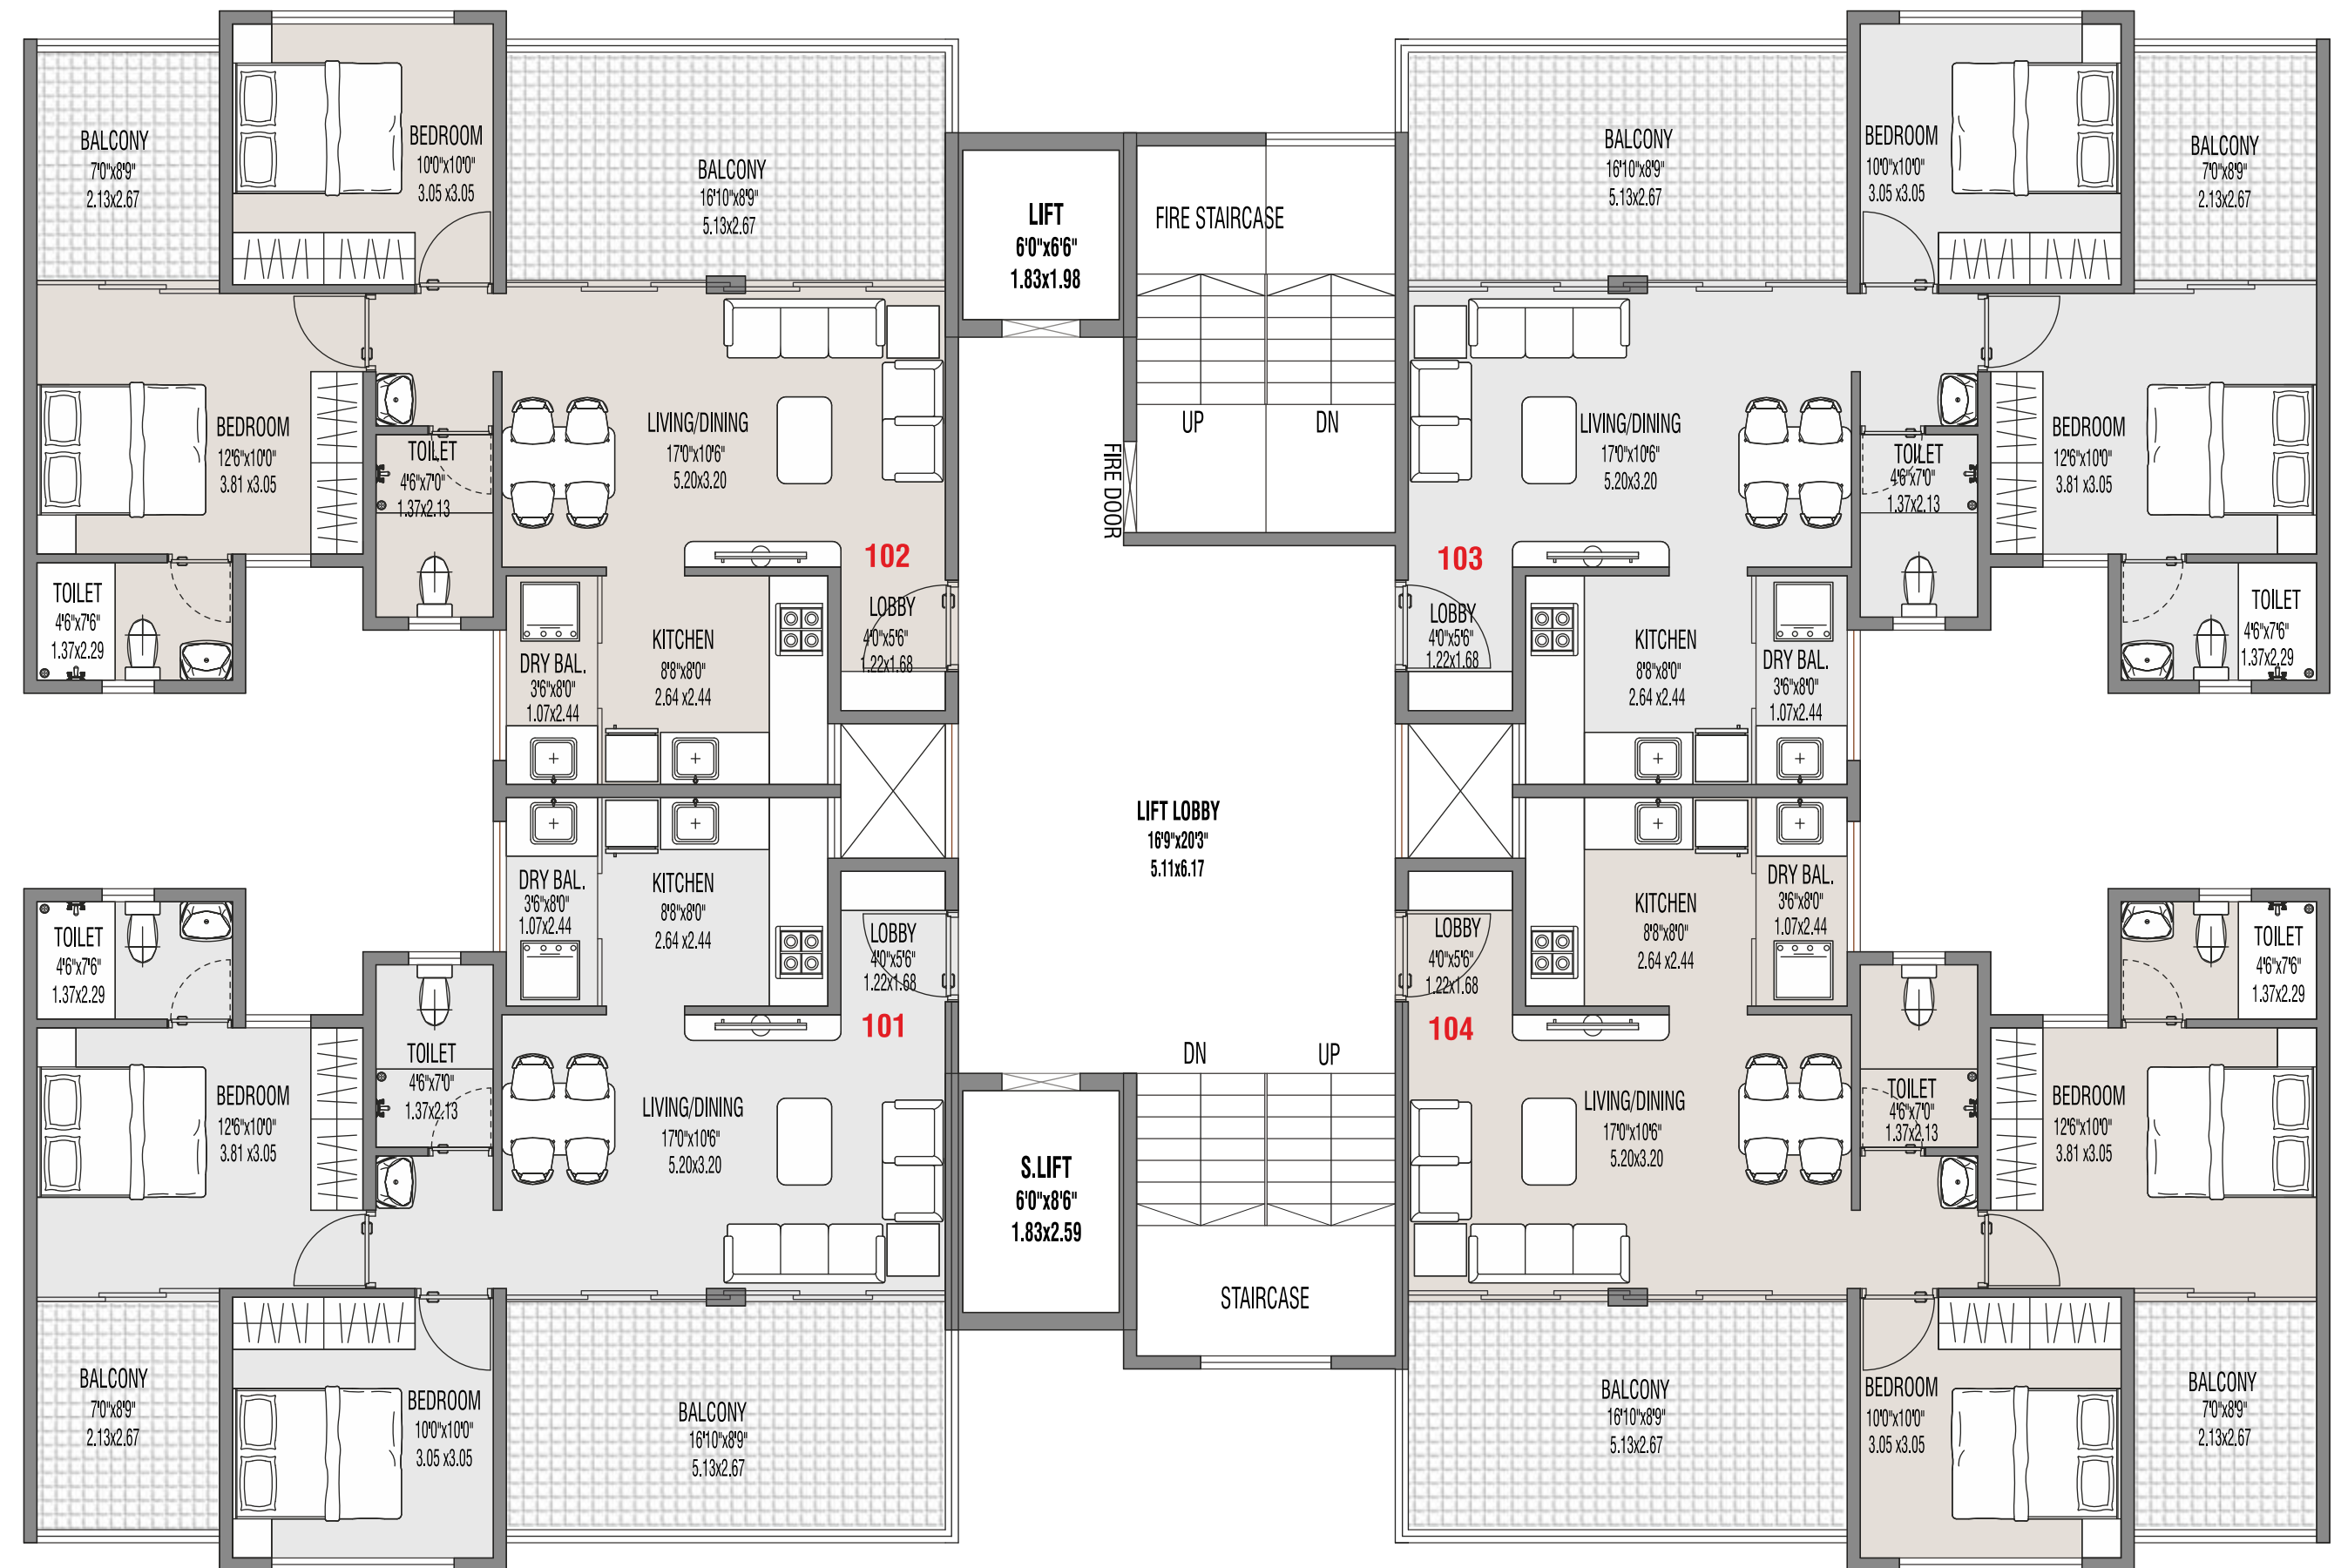 BALCONY
7'0"x8'9"
2.13x2.67
BEDROOM
10'0"x10'0"
3.05 x3.05
BALCONY
16'10"x8'9"
5.13x2.67
LIFT
6'0"x6'6"
1.83x1.98
FIRE STAIRCASE
BALCONY
16'10"x8'9"
5.13x2.67
BEDROOM
10'0"x10'0"
3.05 x3.05
BALCONY
7'0"x8'9"
2.13x2.67
BEDROOM
12'6"x10'0"
3.81 x3.05
TOILET
4'6"x7'0"
1.37x2.13
LIVING/DINING
17'0"x10'6"
5.20x3.20
UP
DN
FIRE DOOR
LIVING/DINING
17'0"x10'6"
5.20x3.20
TOILET
4'6"x7'0"
1.37x2.13
BEDROOM
12'6"x10'0"
3.81 x3.05
102
103
TOILET
4'6"x7'6"
1.37x2.29
DRY BAL.
3'6"x8'0"
1.07x2.44
KITCHEN
8'8"x8'0"
2.64 x2.44
LOBBY
4'0"x5'6"
1.22x1.68
LOBBY
4'0"x5'6"
1.22x1.68
KITCHEN
8'8"x8'0"
2.64 x2.44
DRY BAL.
3'6"x8'0"
1.07x2.44
TOILET
4'6"x7'6"
1.37x2.29
LIFT LOBBY
16'9"x20'3"
5.11x6.17
TOILET
4'6"x7'6"
1.37x2.29
DRY BAL.
3'6"x8'0"
1.07x2.44
KITCHEN
8'8"x8'0"
2.64 x2.44
LOBBY
4'0"x5'6"
1.22x1.68
LOBBY
4'0"x5'6"
1.22x1.68
KITCHEN
8'8"x8'0"
2.64 x2.44
DRY BAL.
3'6"x8'0"
1.07x2.44
TOILET
4'6"x7'6"
1.37x2.29
101
104
BEDROOM
12'6"x10'0"
3.81 x3.05
TOILET
4'6"x7'0"
1.37x2.13
LIVING/DINING
17'0"x10'6"
5.20x3.20
DN
UP
LIVING/DINING
17'0"x10'6"
5.20x3.20
TOILET
4'6"x7'0"
1.37x2.13
BEDROOM
12'6"x10'0"
3.81 x3.05
S.LIFT
6'0"x8'6"
1.83x2.59
STAIRCASE
BALCONY
7'0"x8'9"
2.13x2.67
BEDROOM
10'0"x10'0"
3.05 x3.05
BALCONY
16'10"x8'9"
5.13x2.67
BALCONY
16'10"x8'9"
5.13x2.67
BEDROOM
10'0"x10'0"
3.05 x3.05
BALCONY
7'0"x8'9"
2.13x2.67